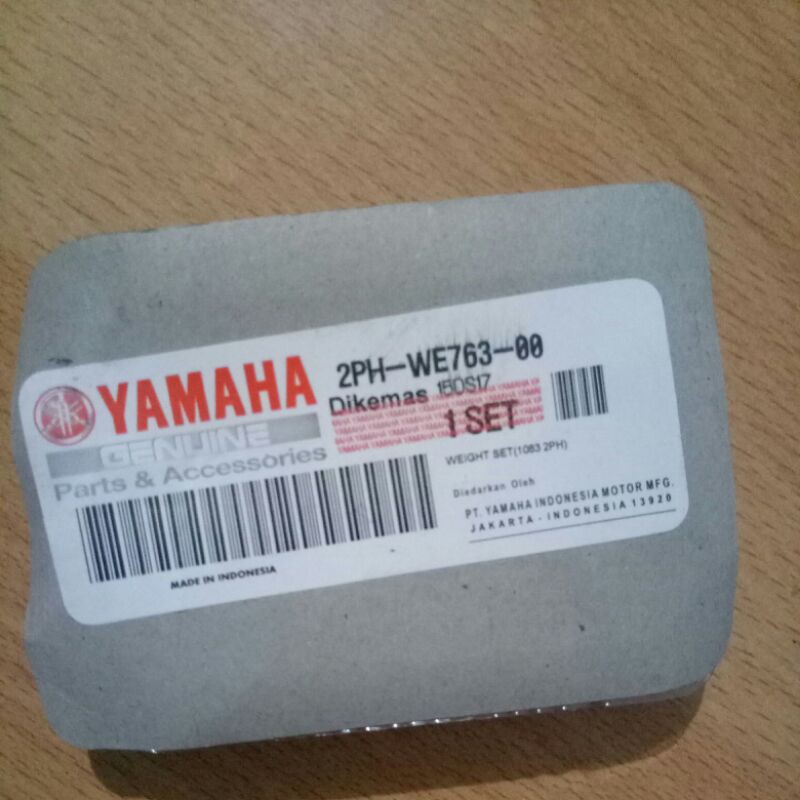 YAMAHA
GENUINE
Parts & Accessories
MADE IN INDONESIA
2PH-WE763-00
Dikemas
1 SET
WEIGHT SET(1083 2PH)
Diedarkan Oleh
PT. YAMAHA INDONESIA MOTOR MFG.
JAKARTA - INDONESIA 13920